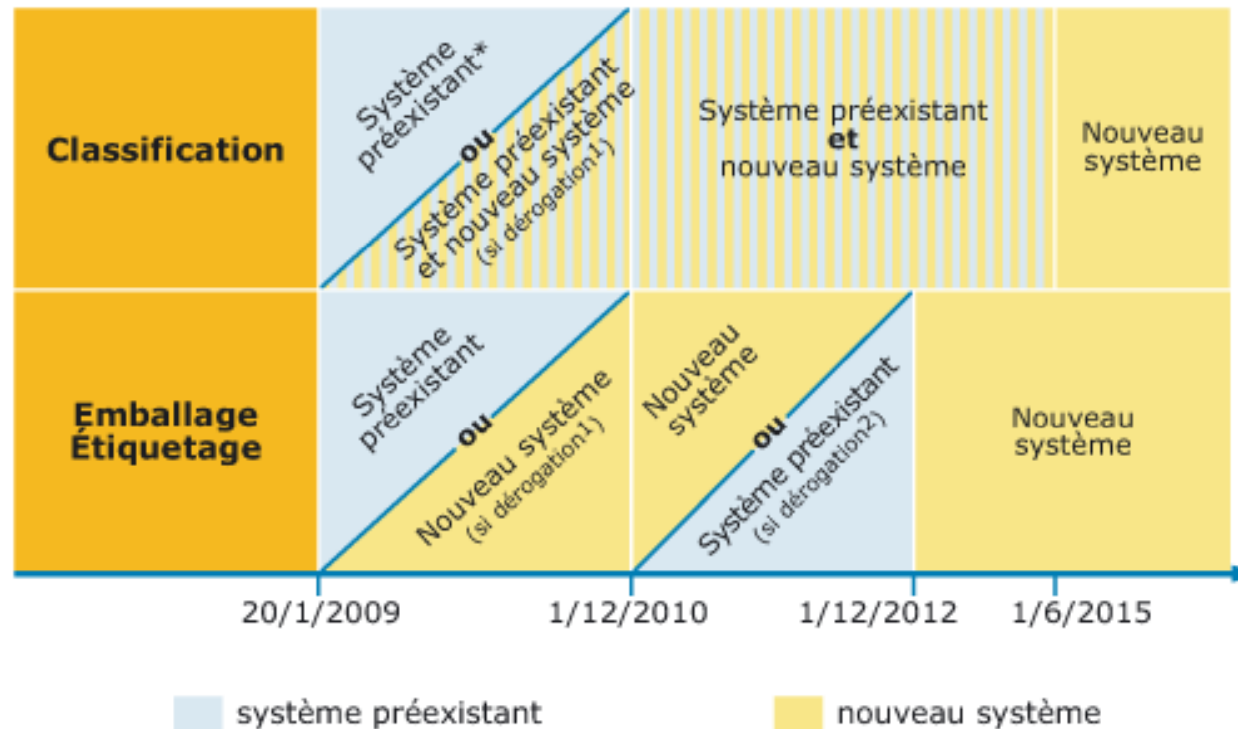 Classification
Système
préexistant*
ou
Système préexistant
et nouveau système
(si dérogation¹)
Système préexistant
et
nouveau système
Nouveau
système
Emballage
Étiquetage
Système
préexistant
ou
Nouveau système
(si dérogation¹)
Nouveau
système
ou
Système préexistant
(si dérogation²)
Nouveau
système
20/1/2009
1/12/2010
1/12/2012
1/6/2015
système préexistant
nouveau système